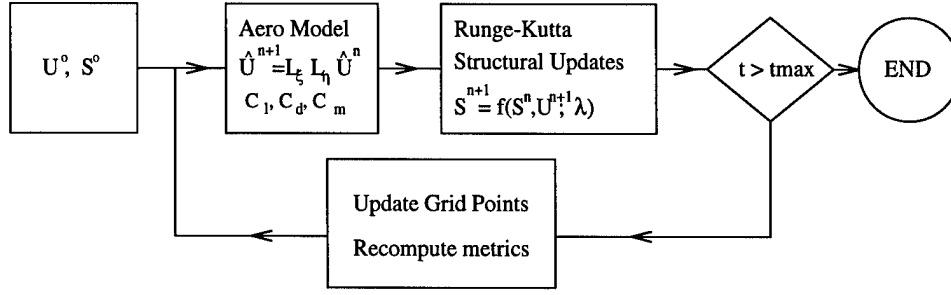 U°, S°
Aero Model
Û^{n+1}=L_ξ L_η Û^n
C_l, C_d, C_m
Runge-Kutta
Structural Updates
S^{n+1}=f(S^n,U^{n+1};λ)
t > tmax
END
Update Grid Points
Recompute metrics